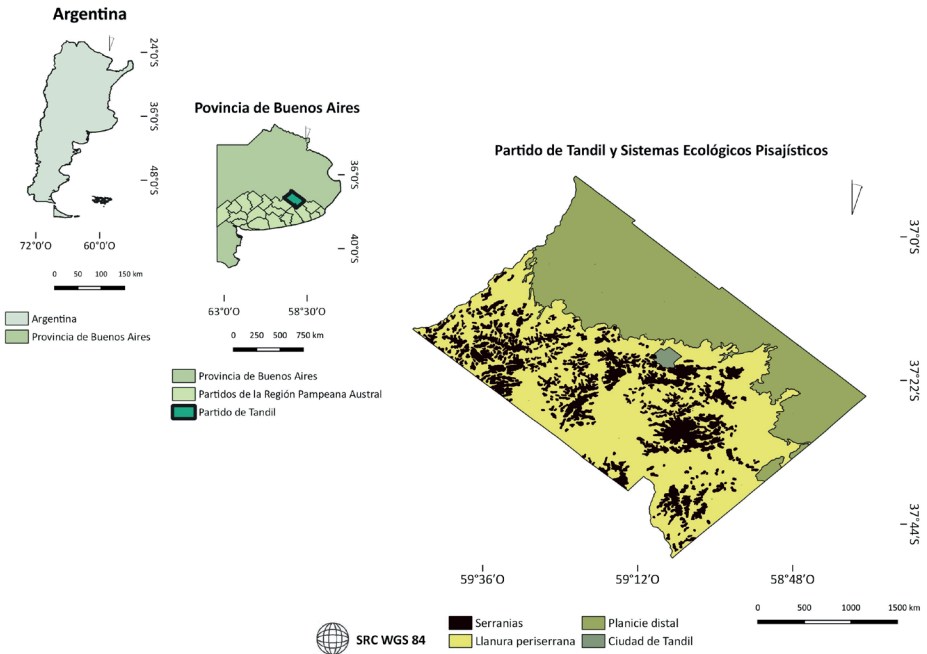 Argentina
24°0'S
36°0'S
48°0'S
72°0'O 60°0'O
0 50 100 150 km
Argentina
Provincia de Buenos Aires
Povincia de Buenos Aires
36°0'S
40°0'S
63°0'O 58°30'O
0 250 500 750 km
Provincia de Buenos Aires
Partidos de la Región Pampeana Austral
Partido de Tandil
Partido de Tandil y Sistemas Ecológicos Pisajísticos
37°0'S
37°22'S
37°44'S
59°36'O 59°12'O 58°48'O
0 500 1000 1500 km
SRC WGS 84
Serranias
Llanura periserrana
Planicie distal
Ciudad de Tandil